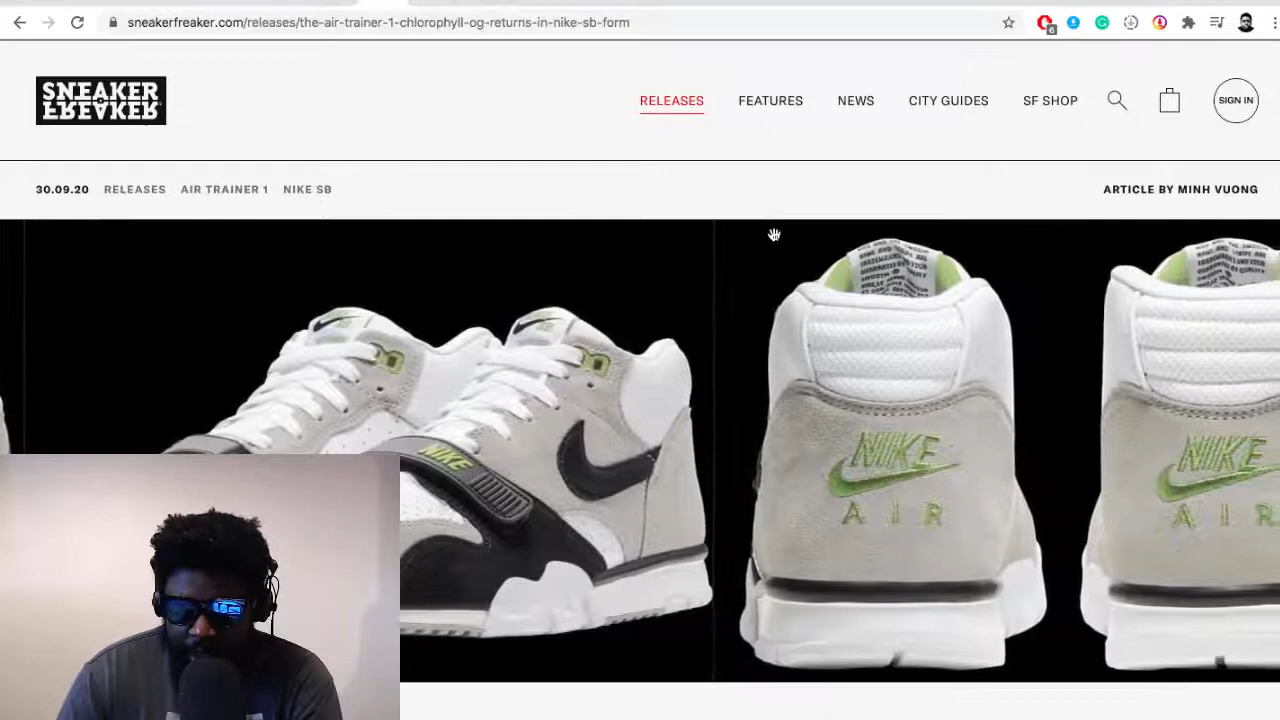 sneakerfreaker.com/releases/the-air-trainer-1-chlorophyll-og-returns-in-nike-sb-form
6
SNEAKER
FREAKER
RELEASES
FEATURES
NEWS
CITY GUIDES
SF SHOP
SIGN IN
30.09.20 RELEASES AIR TRAINER 1 NIKE SB
ARTICLE BY MINH VUONG
NIKE
NIKE
AIR
NIKE
AIR